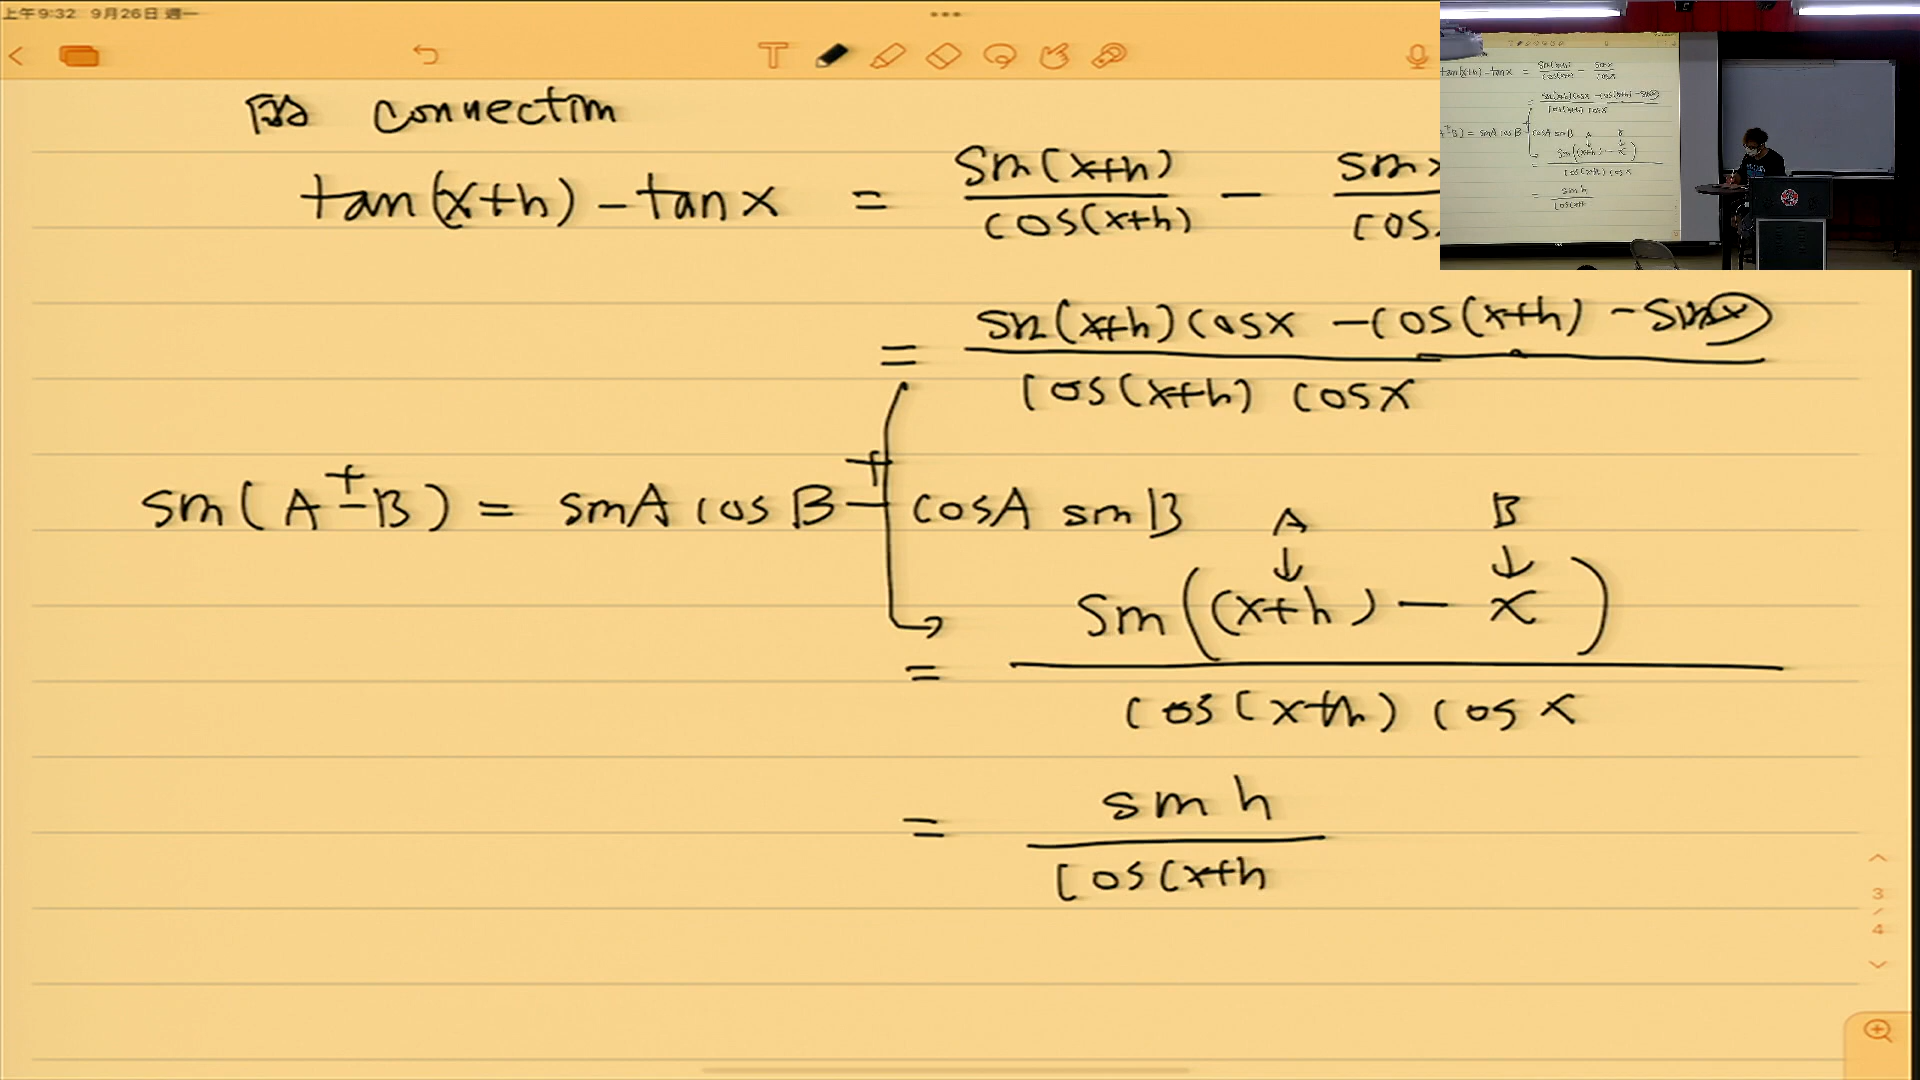 上午9:32 9月26日 週一
的 connection
tan(x+h) - tan x = sin(x+h)/cos(x+h) - sin x/cos
= sin(x+h) cos x - cos(x+h) - sin x / cos(x+h) cos x
sin(A ± B) = sin A cos B ± cos A sin B
A B
↓ ↓
= sin((x+h) - x) / cos(x+h) cos x
= sin h / cos(x+h
3/4